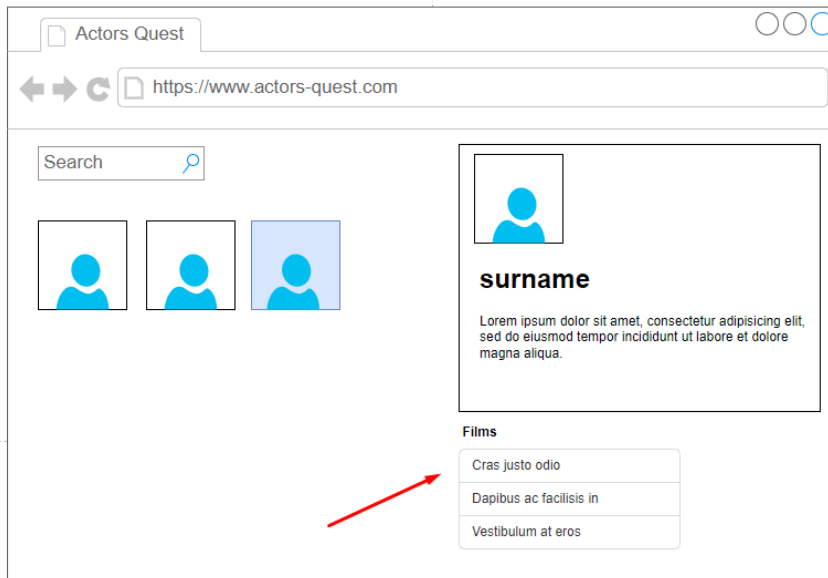 Actors Quest
https://www.actors-quest.com
Search
surname
Lorem ipsum dolor sit amet, consectetur adipisicing elit,
sed do eiusmod tempor incididunt ut labore et dolore
magna aliqua.
Films
Cras justo odio
Dapibus ac facilisis in
Vestibulum at eros